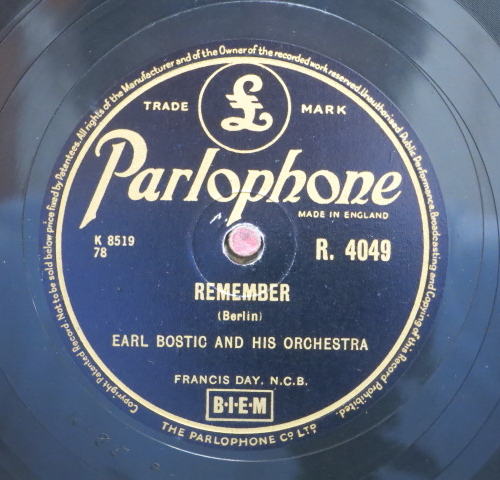 All rights of the Manufacturer and of the Owner of the recorded work reserved. Unauthorised Public Performance, Broadcasting and Copying of this Record Prohibited.
Copyright Patented Record. Not to be sold below price fixed by Patentees.
TRADE £ MARK
Parlophone
MADE IN ENGLAND
K 8519
78
R. 4049
REMEMBER
(Berlin)
EARL BOSTIC AND HIS ORCHESTRA
FRANCIS DAY. N.C.B.
B·I·E·M
THE PARLOPHONE CO LTD